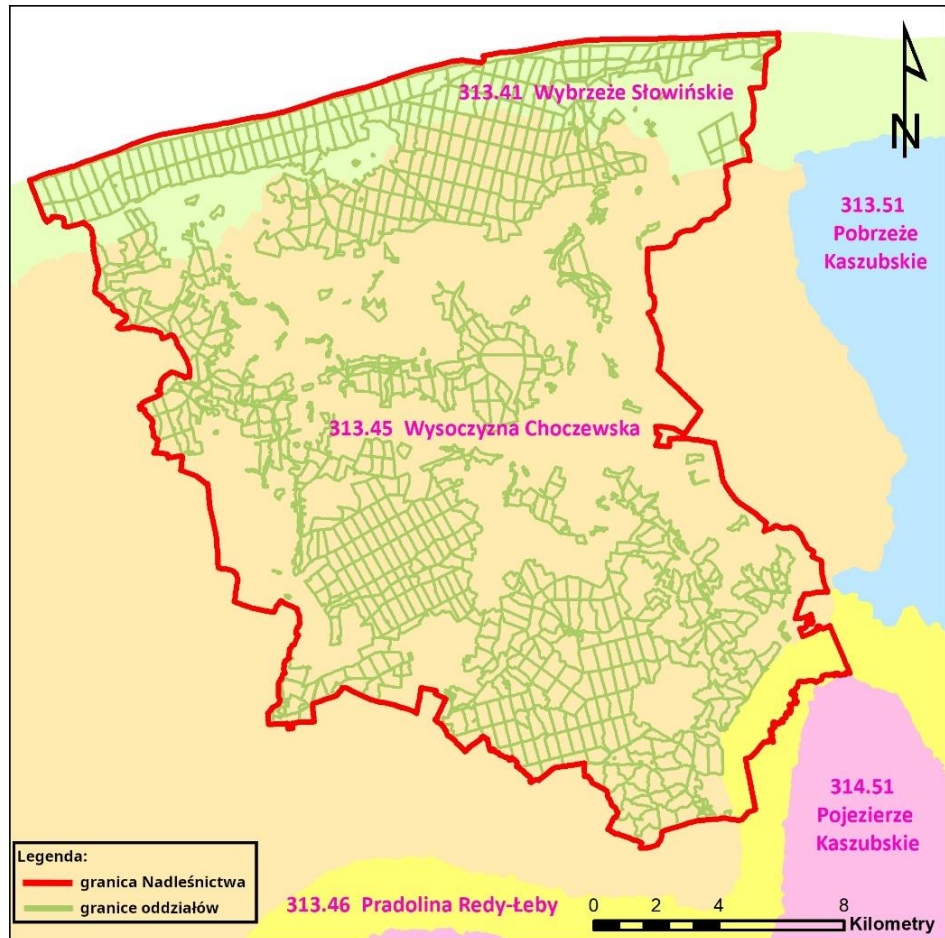 313.41 Wybrzeże Słowińskie
N
313.51
Pobrzeże
Kaszubskie
313.45 Wysoczyzna Choczewska
314.51
Pojezierze
Kaszubskie
Legenda:
granica Nadleśnictwa
granice oddziałów
313.46 Pradolina Redy-Łeby
0 2 4 8
Kilometry